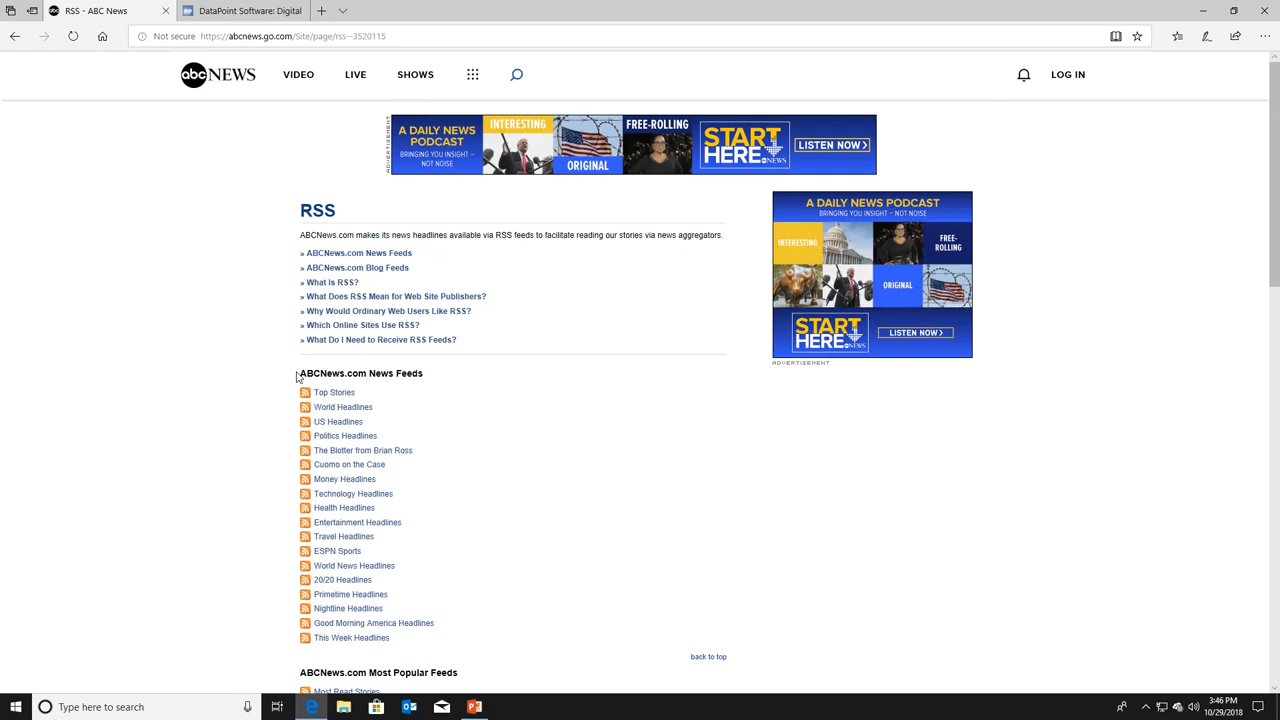 RSS - ABC News
DataPoint Software: Digital
Not secure https://abcnews.go.com/Site/page/rss--3520115
abc NEWS VIDEO LIVE SHOWS LOG IN
ADVERTISEMENT
A DAILY NEWS
PODCAST
BRINGING YOU INSIGHT –
NOT NOISE
INTERESTING
ORIGINAL
FREE-ROLLING
START
HERE
abc NEWS
LISTEN NOW
RSS
ABCNews.com makes its news headlines available via RSS feeds to facilitate reading our stories via news aggregators.
» ABCNews.com News Feeds
» ABCNews.com Blog Feeds
» What Is RSS?
» What Does RSS Mean for Web Site Publishers?
» Why Would Ordinary Web Users Like RSS?
» Which Online Sites Use RSS?
» What Do I Need to Receive RSS Feeds?
A DAILY NEWS PODCAST
BRINGING YOU INSIGHT – NOT NOISE
INTERESTING
FREE-
ROLLING
ORIGINAL
START
HERE
abc NEWS
LISTEN NOW
ADVERTISEMENT
ABCNews.com News Feeds
Top Stories
World Headlines
US Headlines
Politics Headlines
The Blotter from Brian Ross
Cuomo on the Case
Money Headlines
Technology Headlines
Health Headlines
Entertainment Headlines
Travel Headlines
ESPN Sports
World News Headlines
20/20 Headlines
Primetime Headlines
Nightline Headlines
Good Morning America Headlines
This Week Headlines
back to top
ABCNews.com Most Popular Feeds
Most Read Stories
Type here to search
3:46 PM
10/29/2018